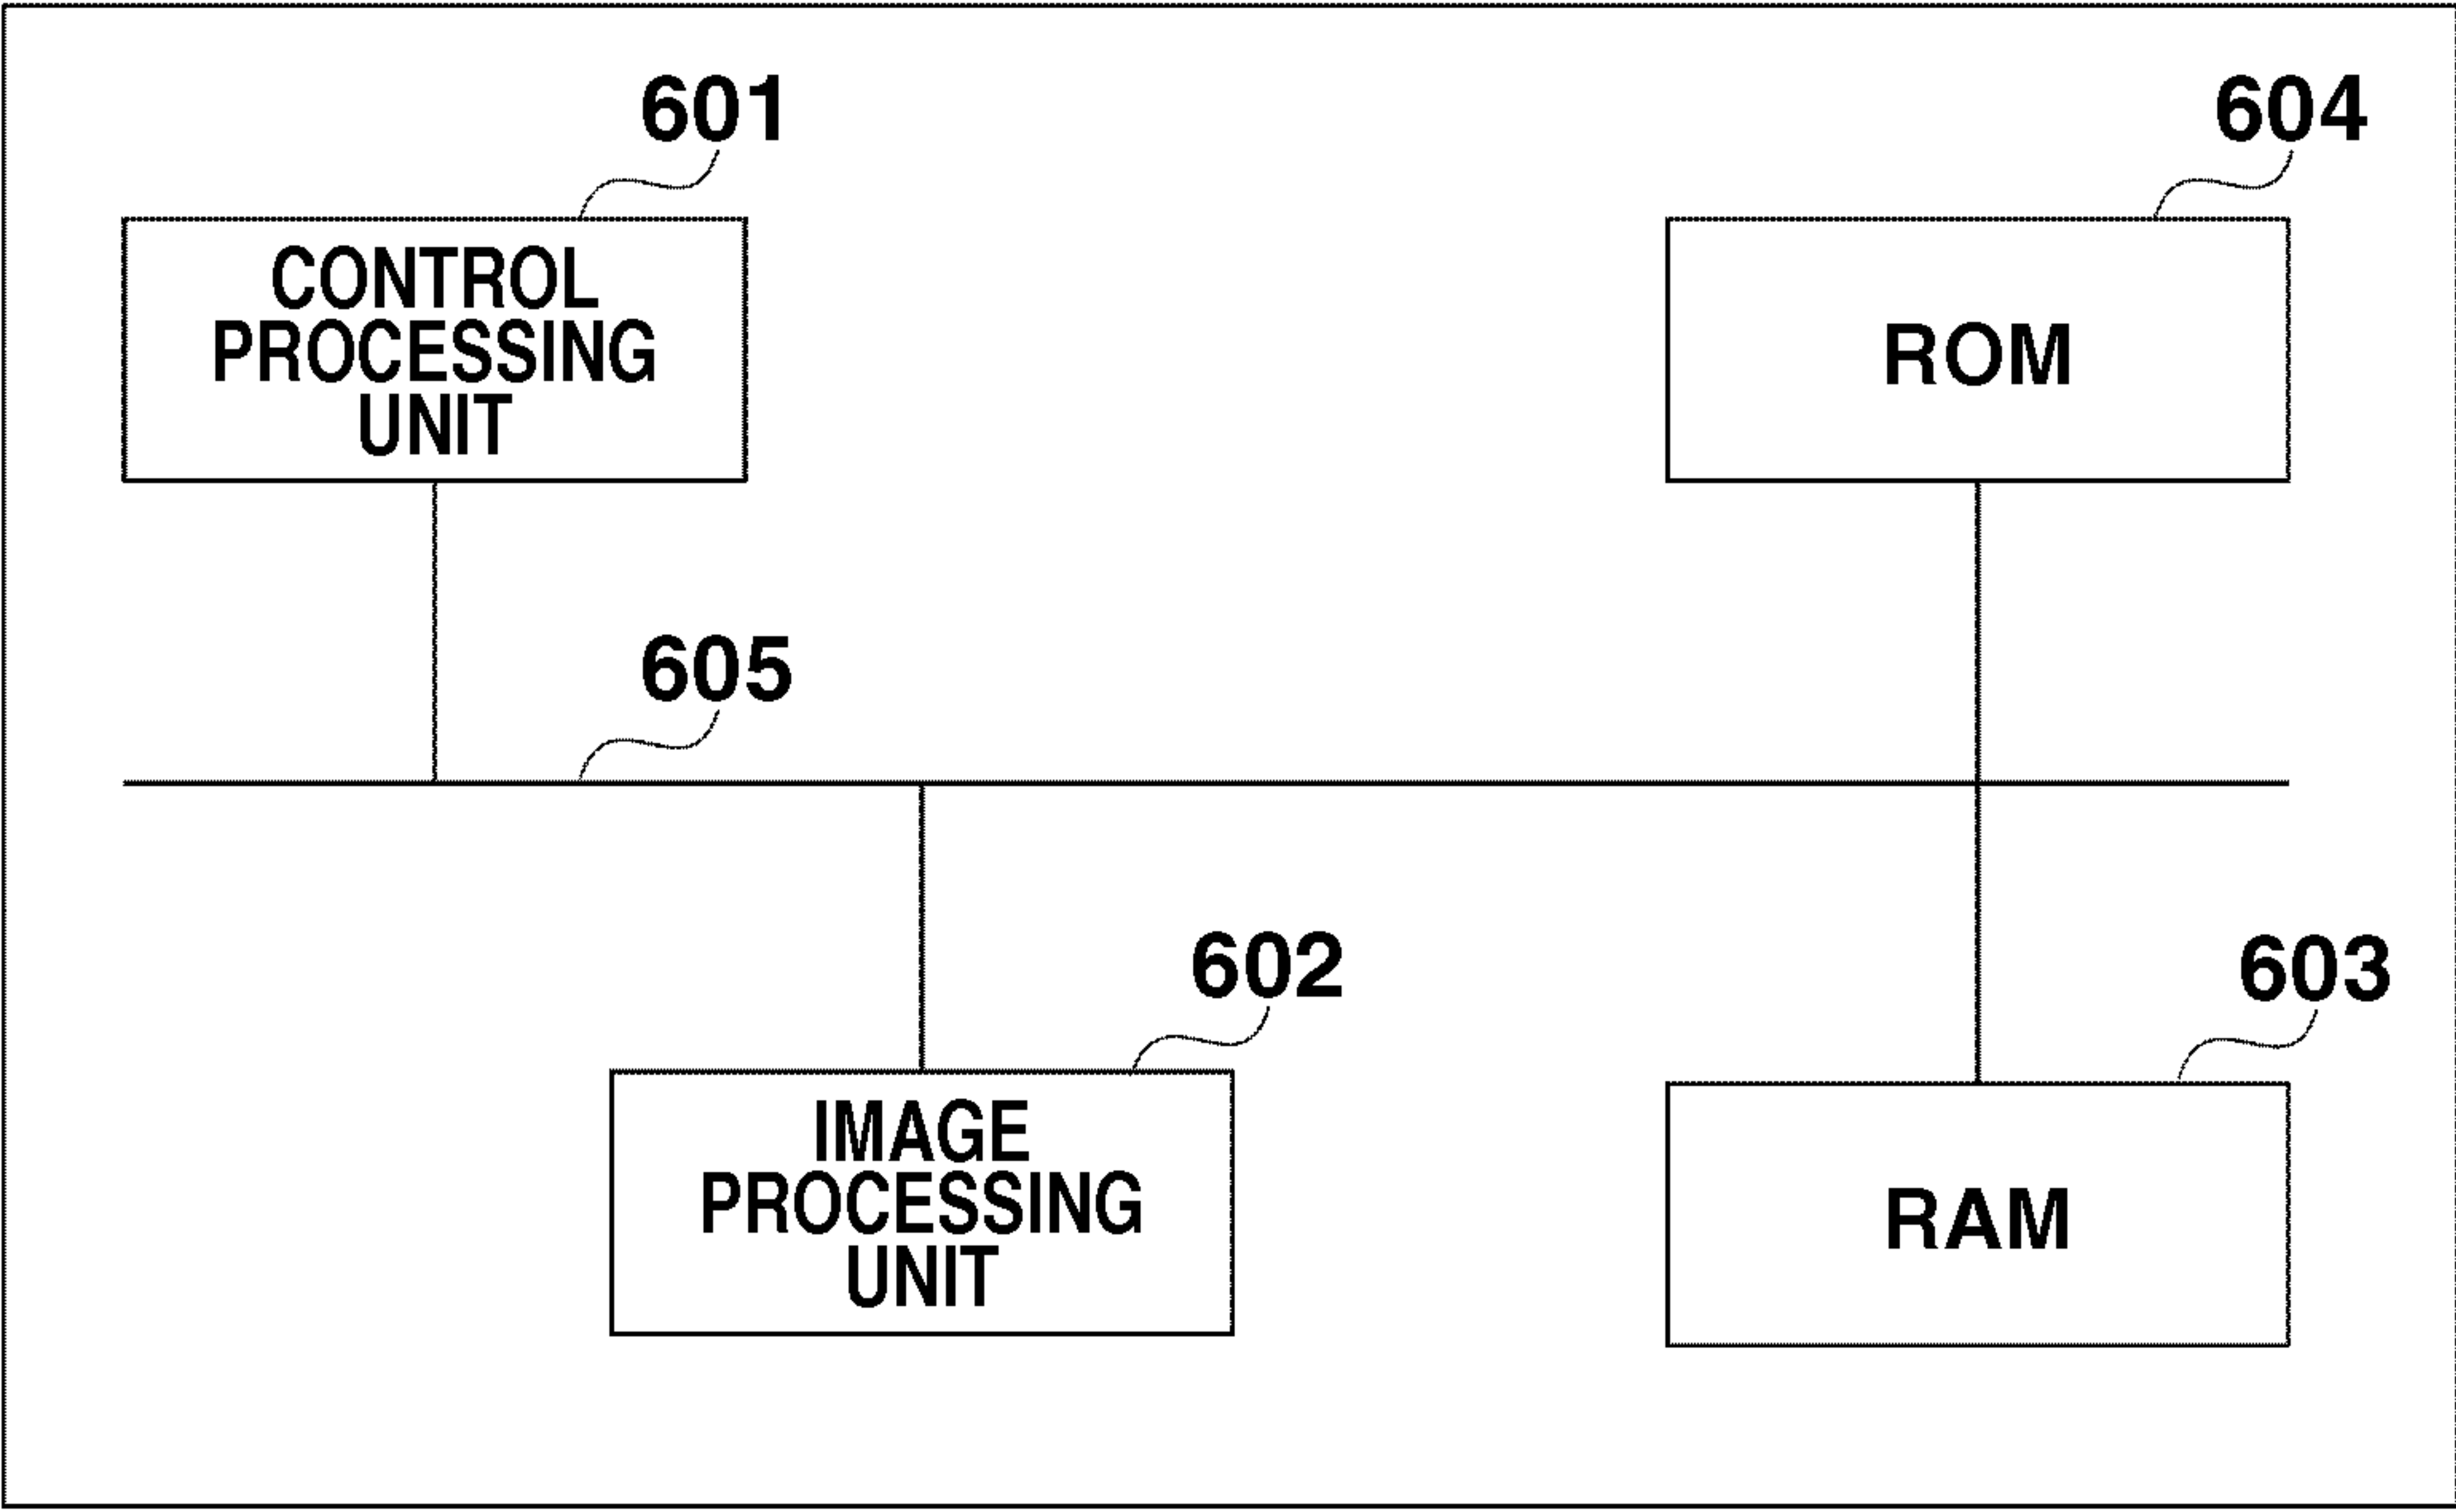 601
604
CONTROL
PROCESSING
UNIT
ROM
605
602
603
IMAGE
PROCESSING
UNIT
RAM